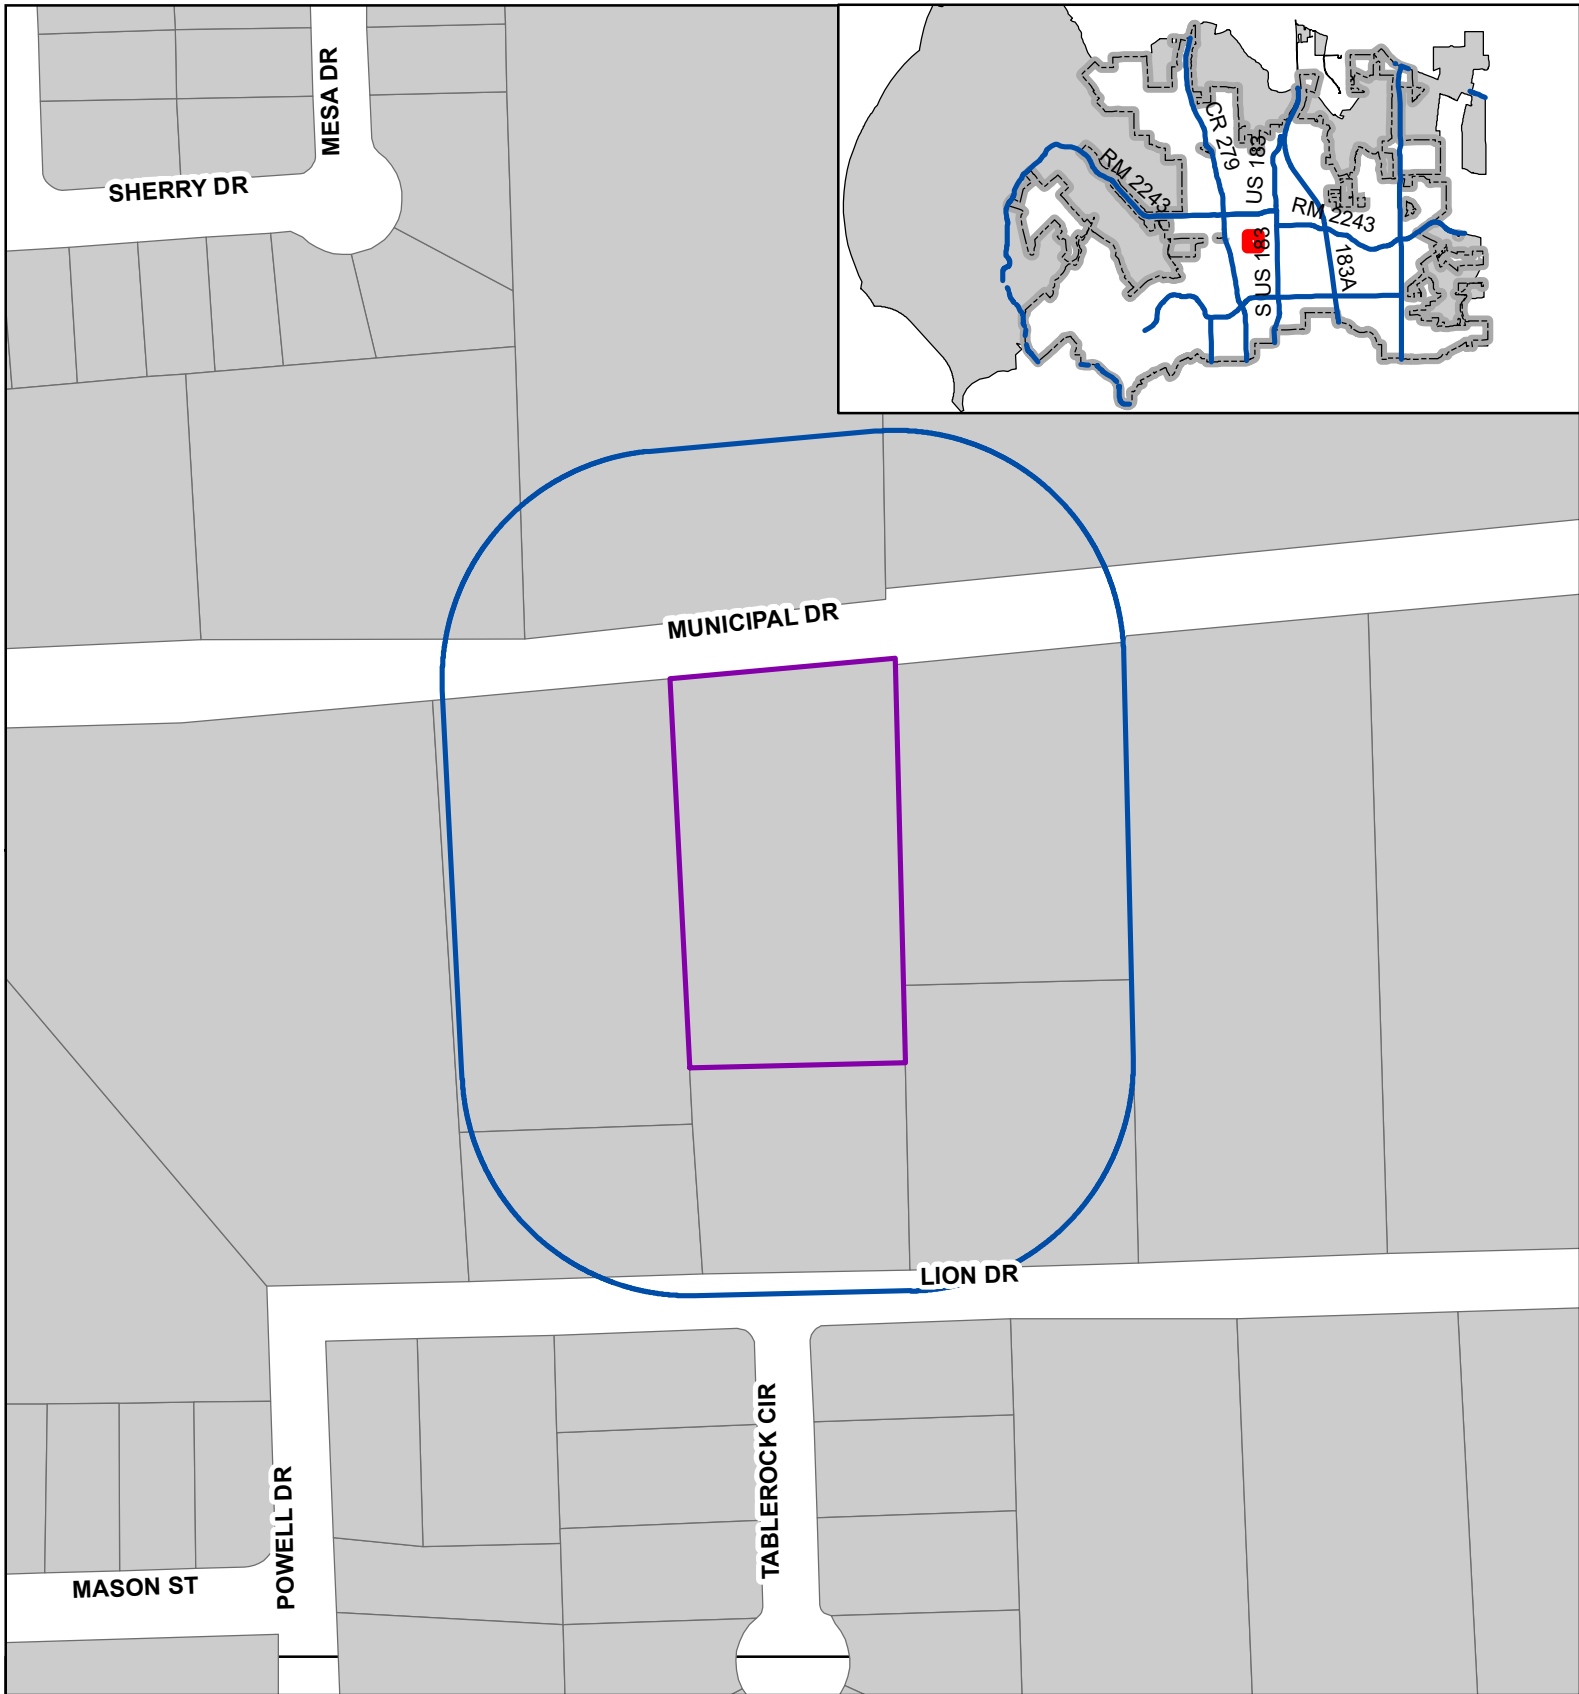 MESA DR
SHERRY DR
CR 279
US 183
RM 2243
RM 2243
S US 183
183A
MUNICIPAL DR
LION DR
TABLEROCK CIR
POWELL DR
MASON ST